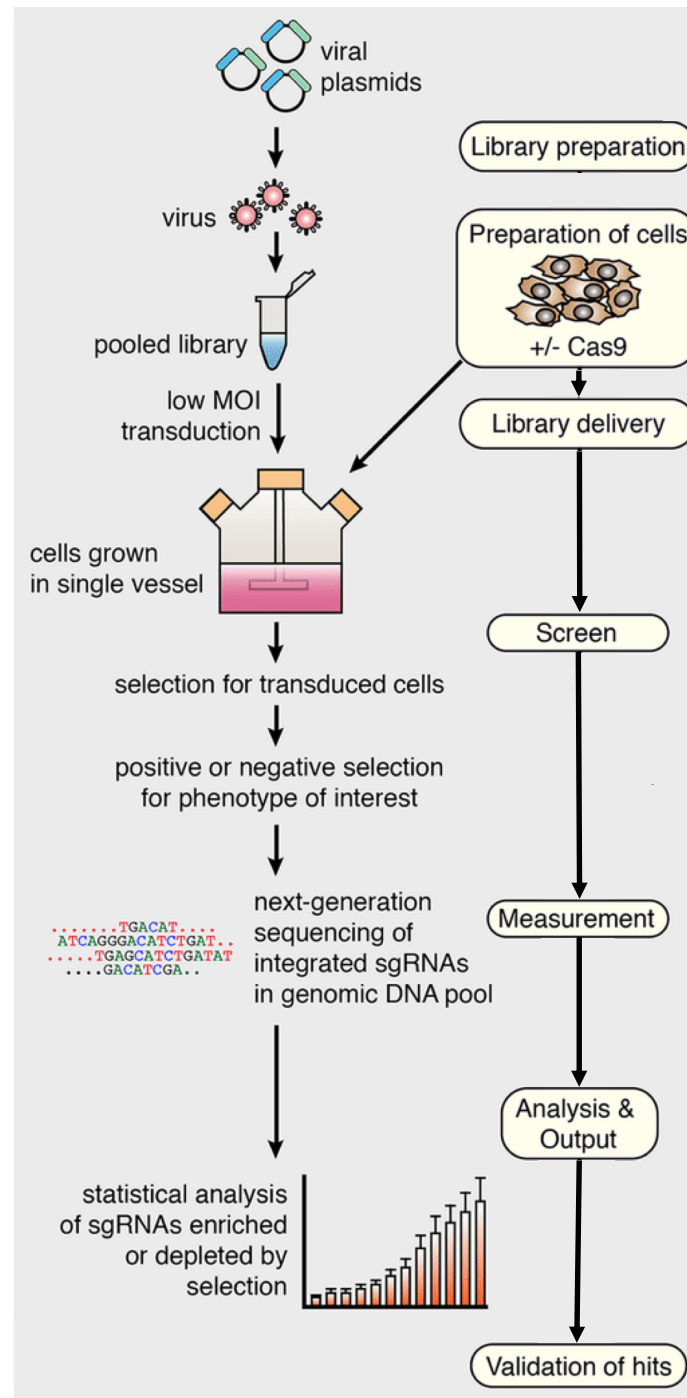 viral
plasmids
Library preparation
virus
Preparation of cells
+/- Cas9
pooled library
low MOI
transduction
Library delivery
cells grown
in single vessel
Screen
selection for transduced cells
positive or negative selection
for phenotype of interest
next-generation
sequencing of
integrated sgRNAs
in genomic DNA pool
.......TGACAT....
ATCAGGGACATCTGAT..
.....TGAGCATCTGATAT
....GACATCGA..
Measurement
Analysis &
Output
statistical analysis
of sgRNAs enriched
or depleted by
selection
Validation of hits